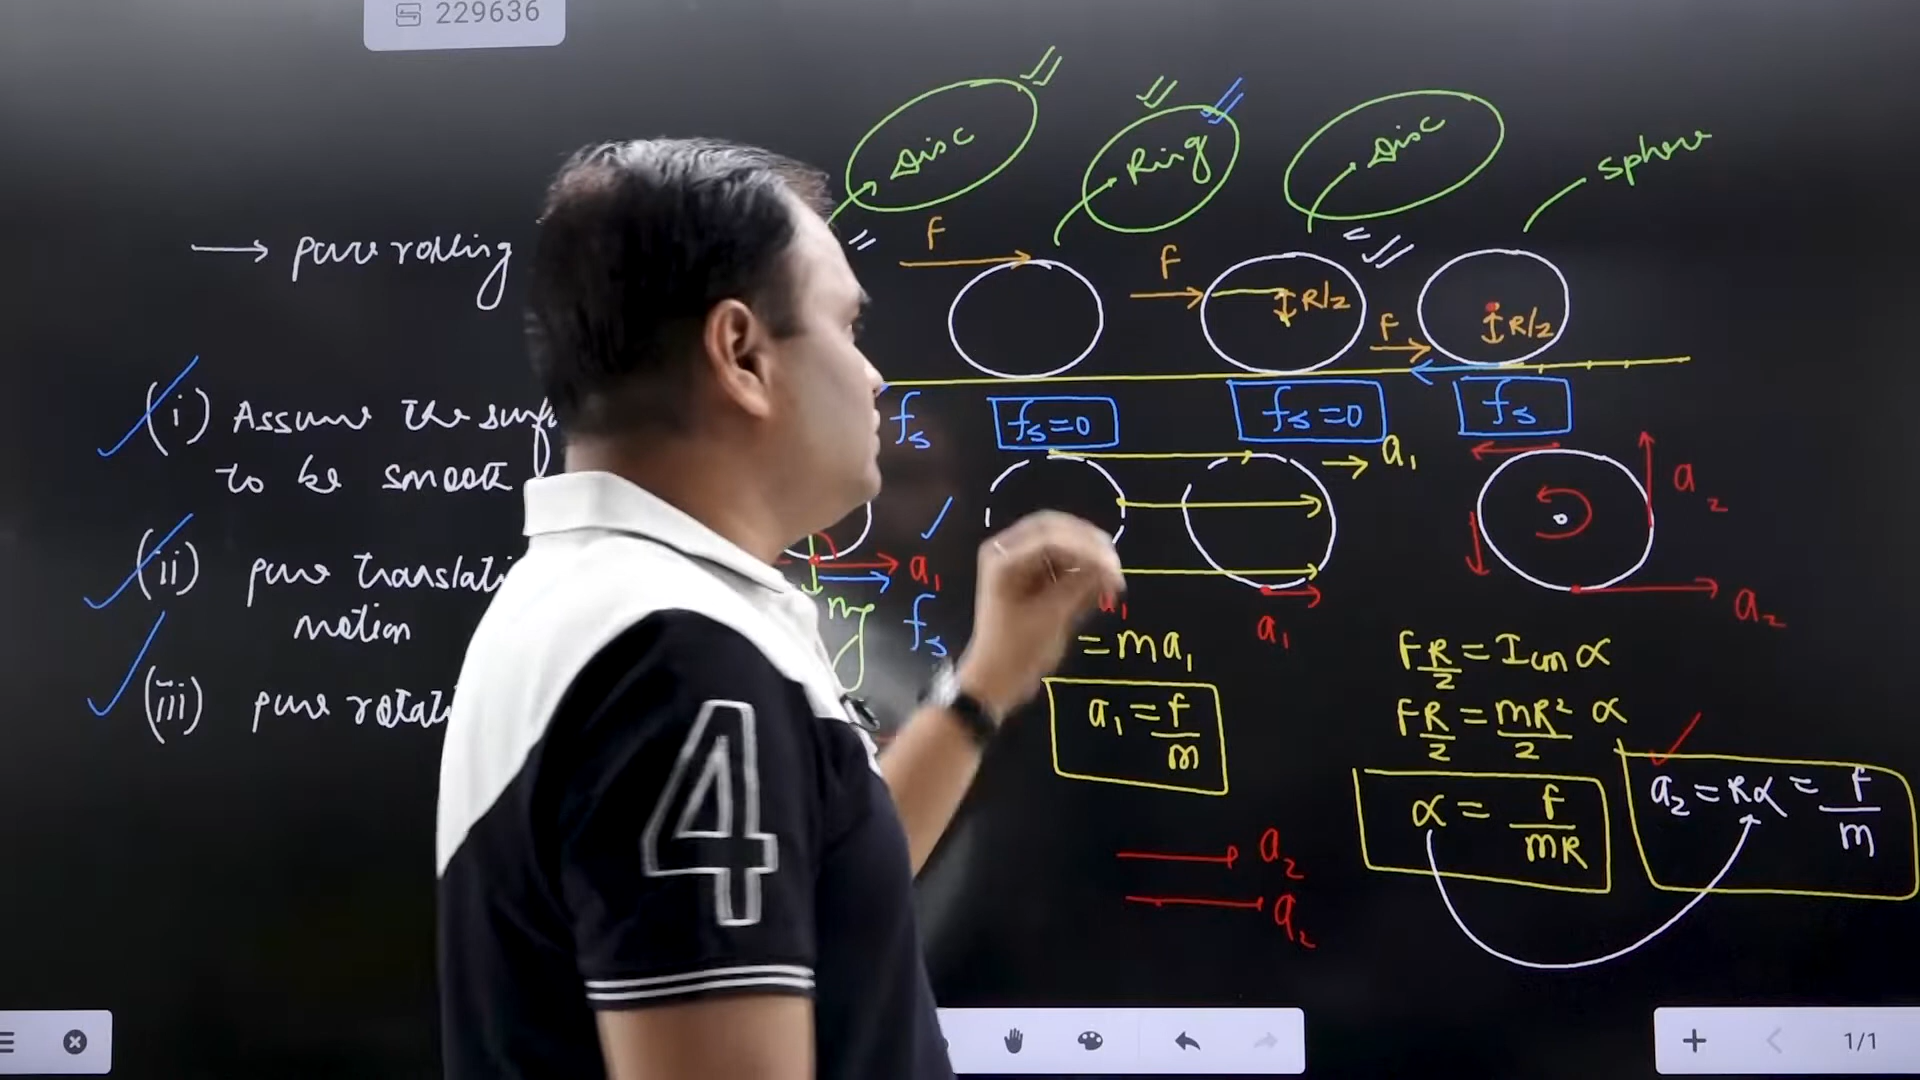 229636
Disc
Ring
Disc
sphere
→ pure rolling
F
F
R/2
F
R/2
(i) Assume the surf
to be smooth
fs
fs=0
fs=0
fs
a1
a2
(ii) pure translati
motion
a1
fs
mg
a1
a1
a2
(iii) pure rotati
= ma1
a1 = F/m
FR/2 = Icm α
FR/2 = mR²/2 α
α = F/mR
a2 = Rα = F/m
a2
a2
4
1/1